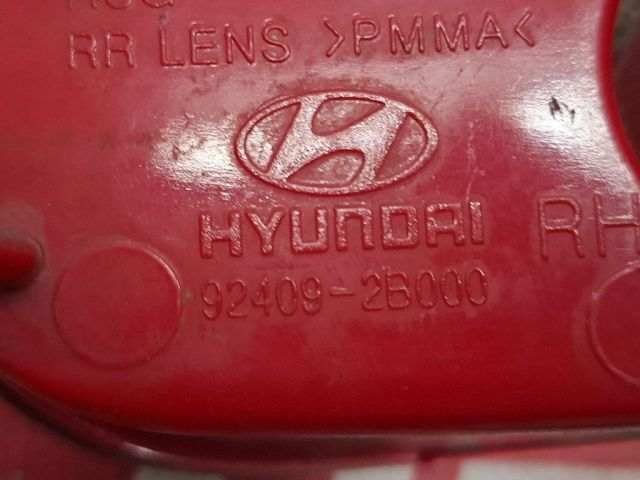 RR LENS >PMMA<
HYUNDAI
RH
92409-2B000